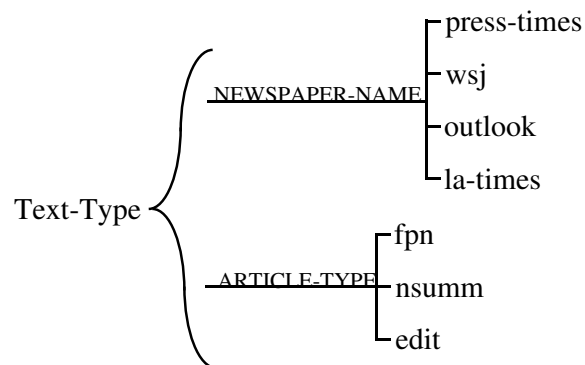 press-times
NEWSPAPER-NAME
wsj
outlook
la-times
Text-Type
fpn
ARTICLE-TYPE
nsumm
edit